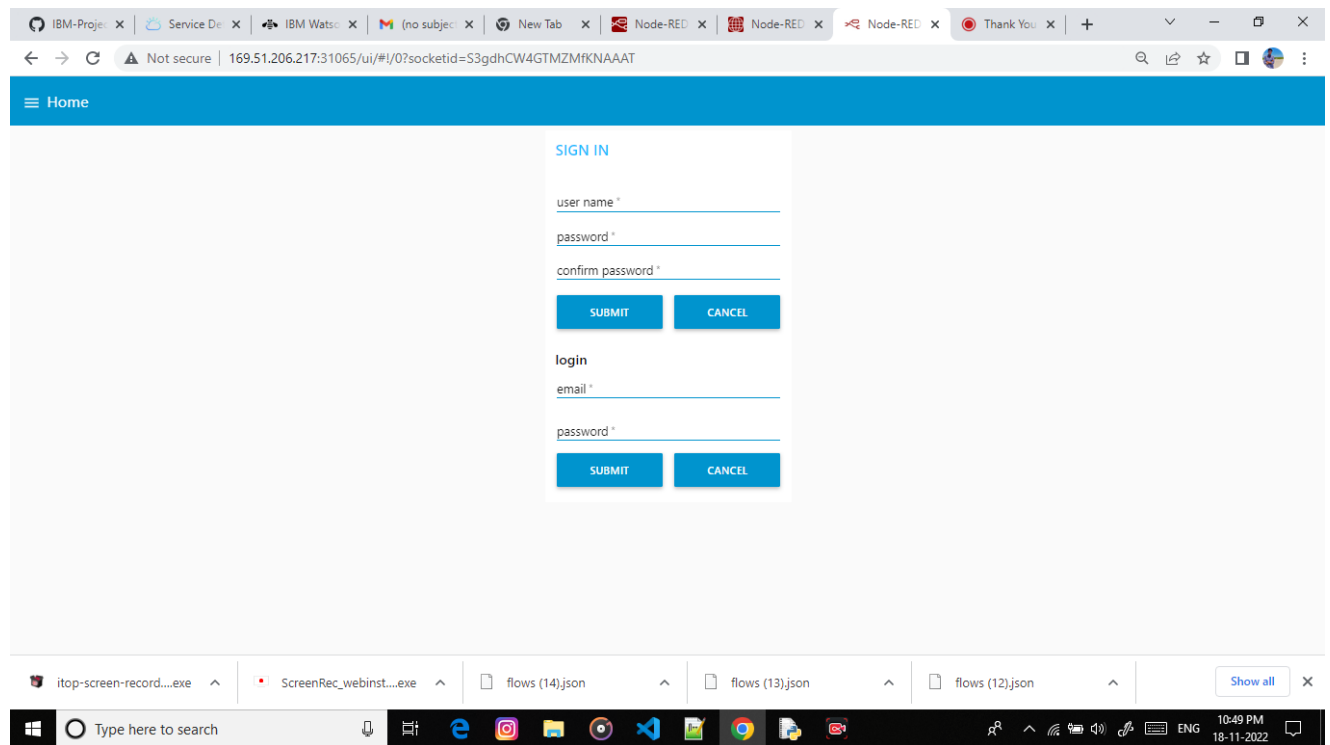 IBM-Projec Service De IBM Watso (no subject New Tab Node-RED Node-RED Node-RED Thank You
Not secure 169.51.206.217:31065/ui/#!/0?socketid=S3gdhCW4GTMZMfKNAAAT
Home
SIGN IN
user name *
password *
confirm password *
SUBMIT CANCEL
login
email *
password *
SUBMIT CANCEL
itop-screen-record....exe ScreenRec_webinst....exe flows (14).json flows (13).json flows (12).json Show all
Type here to search ENG 10:49 PM
18-11-2022